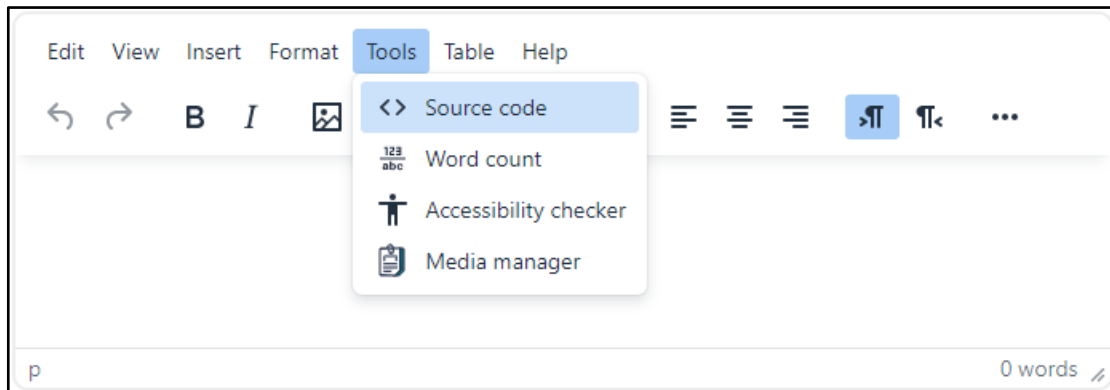 Edit View Insert Format Tools Table Help
B I
Source code
123
abc
Word count
Accessibility checker
Media manager
p 0 words